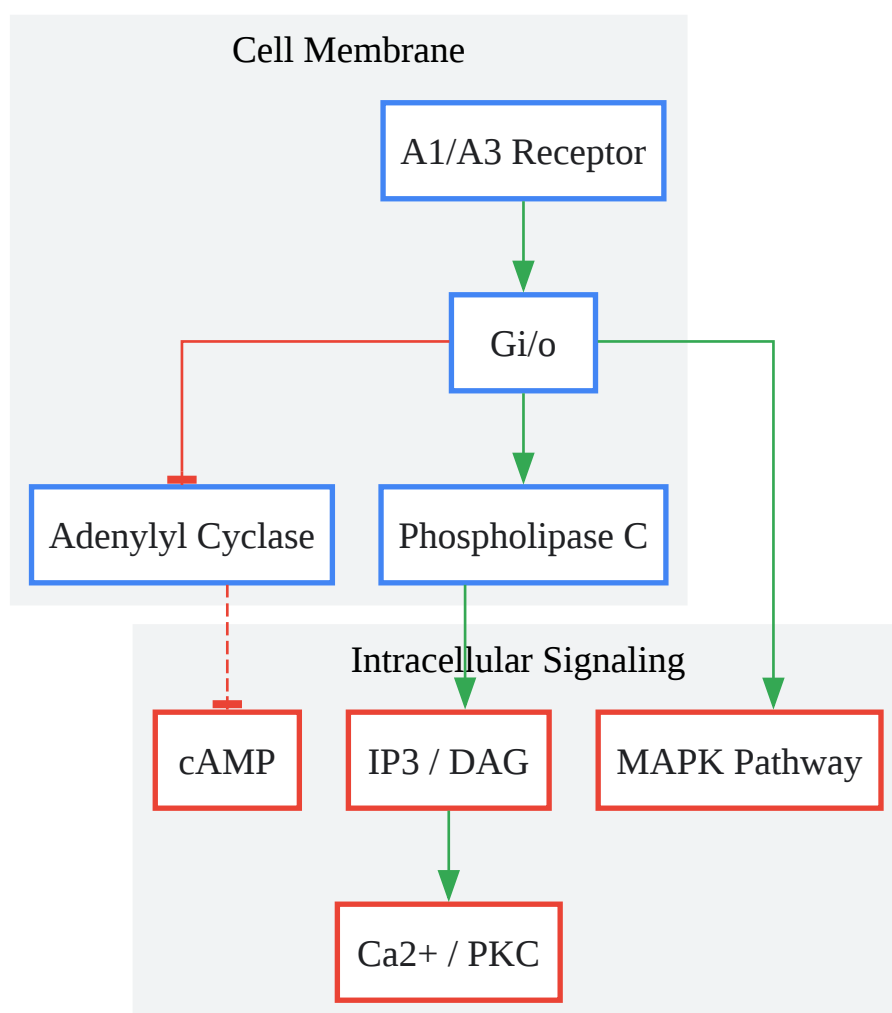 Cell Membrane
A1/A3 Receptor
Gi/o
Adenylyl Cyclase
Phospholipase C
Intracellular Signaling
cAMP
IP3 / DAG
MAPK Pathway
Ca2+ / PKC